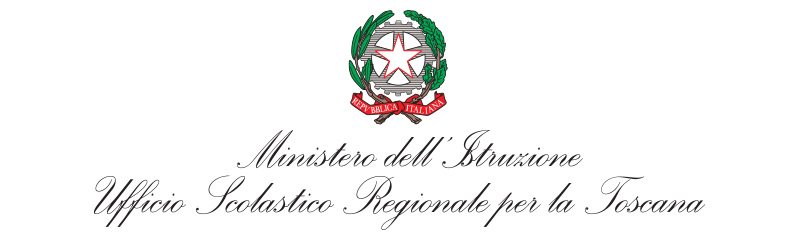 REPVBBLICA ITALIANA
Ministero dell'Istruzione
Ufficio Scolastico Regionale per la Toscana